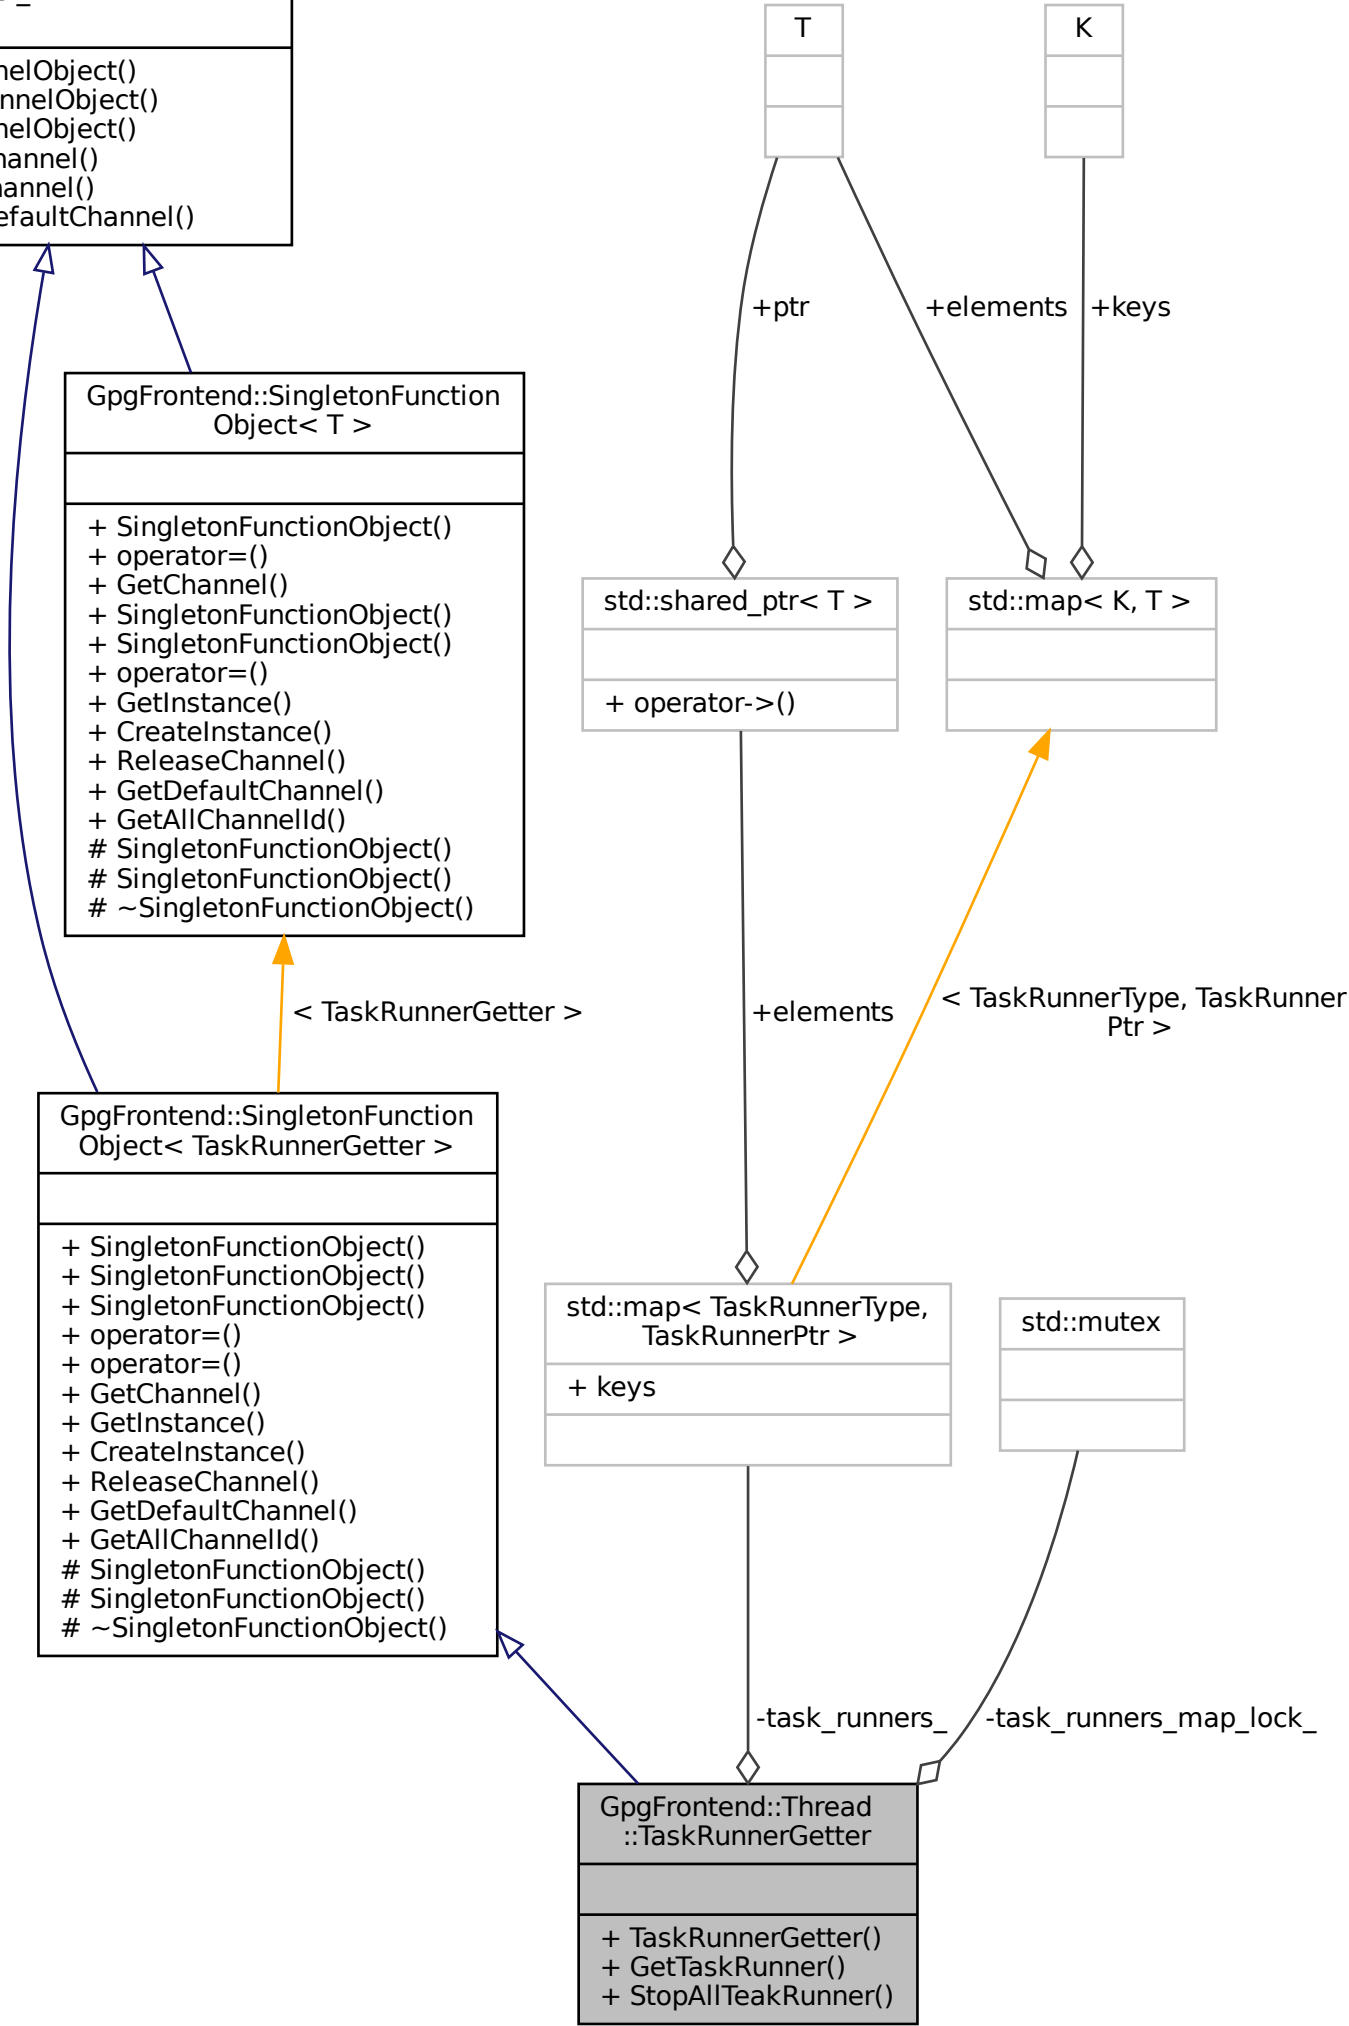 nelObject()
nnelObject()
nelObject()
hannel()
hannel()
efaultChannel()
T
K
+ptr
+elements
+keys
GpgFrontend::SingletonFunction
Object< T >
+ SingletonFunctionObject()
+ operator=()
+ GetChannel()
+ SingletonFunctionObject()
+ SingletonFunctionObject()
+ operator=()
+ GetInstance()
+ CreateInstance()
+ ReleaseChannel()
+ GetDefaultChannel()
+ GetAllChannelId()
# SingletonFunctionObject()
# SingletonFunctionObject()
# ~SingletonFunctionObject()
std::shared_ptr< T >
+ operator->()
std::map< K, T >
< TaskRunnerGetter >
+elements
< TaskRunnerType, TaskRunner
Ptr >
GpgFrontend::SingletonFunction
Object< TaskRunnerGetter >
+ SingletonFunctionObject()
+ SingletonFunctionObject()
+ SingletonFunctionObject()
+ operator=()
+ operator=()
+ GetChannel()
+ GetInstance()
+ CreateInstance()
+ ReleaseChannel()
+ GetDefaultChannel()
+ GetAllChannelId()
# SingletonFunctionObject()
# SingletonFunctionObject()
# ~SingletonFunctionObject()
std::map< TaskRunnerType,
TaskRunnerPtr >
+ keys
std::mutex
-task_runners_
-task_runners_map_lock_
GpgFrontend::Thread
::TaskRunnerGetter
+ TaskRunnerGetter()
+ GetTaskRunner()
+ StopAllTeakRunner()